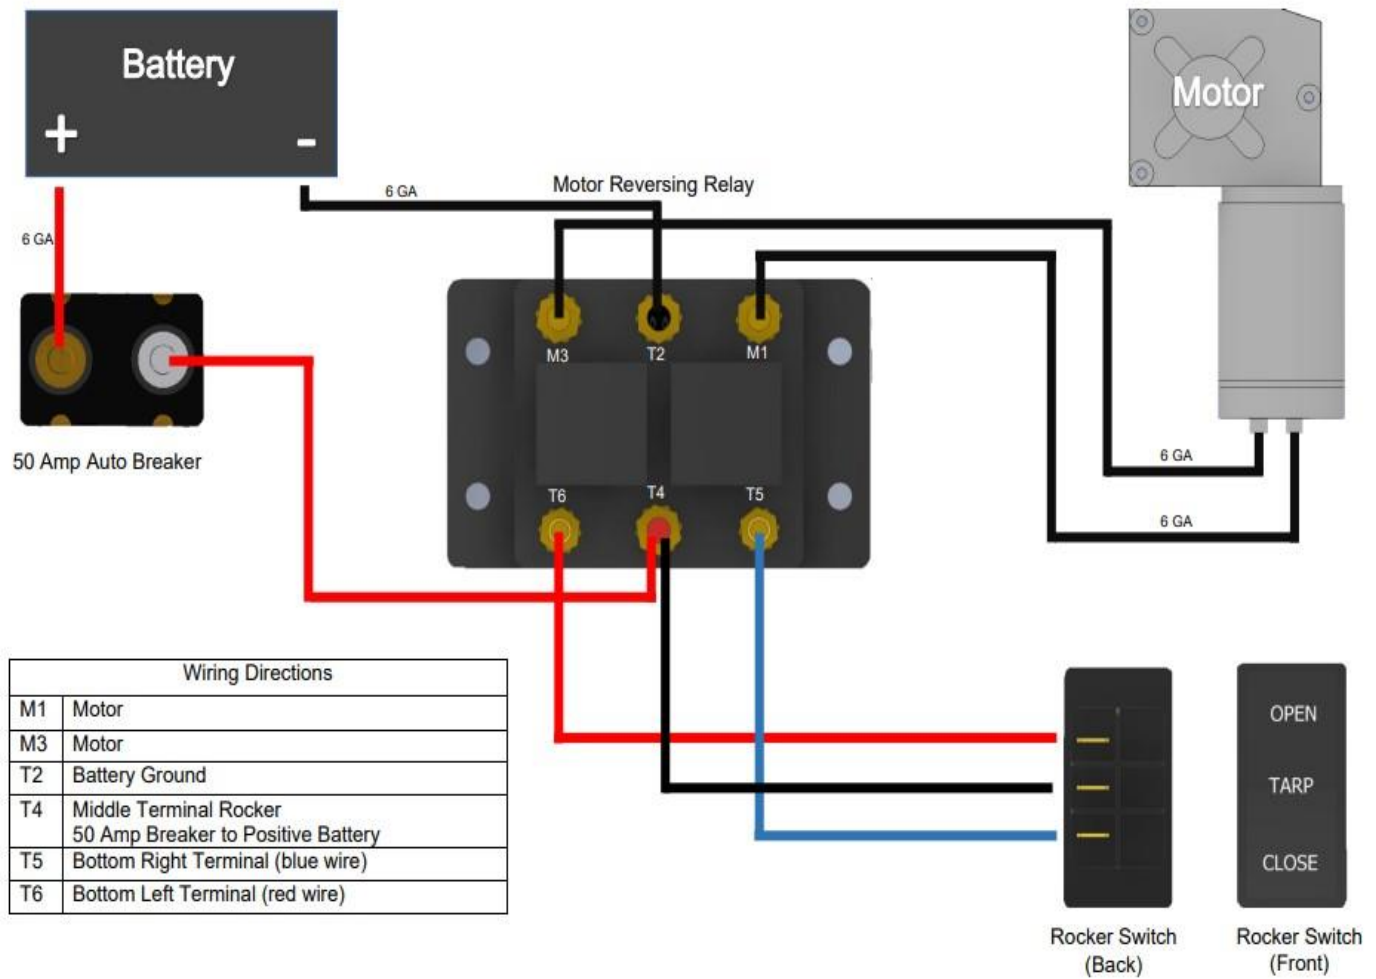 Battery
+
-
6 GA
Motor Reversing Relay
Motor
6 GA
M3
T2
M1
50 Amp Auto Breaker
6 GA
T6
T4
T5
6 GA
Wiring Directions
M1 Motor
M3 Motor
T2 Battery Ground
T4 Middle Terminal Rocker
50 Amp Breaker to Positive Battery
T5 Bottom Right Terminal (blue wire)
T6 Bottom Left Terminal (red wire)
OPEN
TARP
CLOSE
Rocker Switch
(Back)
Rocker Switch
(Front)